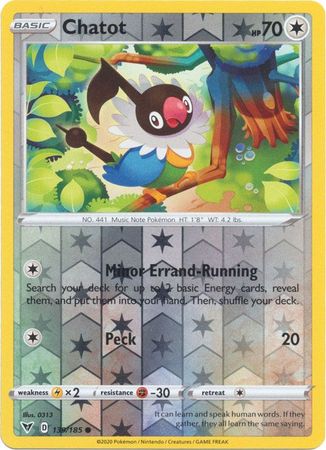 BASIC
Chatot
HP 70
NO. 441 Music Note Pokémon HT: 1'8" WT: 4.2 lbs.
Minor Errand-Running
Search your deck for up to 2 basic Energy cards, reveal
them, and put them into your hand. Then, shuffle your deck.
Peck 20
weakness ×2 resistance -30 retreat
Illus. 0313
D 139/185
It can learn and speak human words. If they
gather, they all learn the same saying.
©2020 Pokémon / Nintendo / Creatures / GAME FREAK